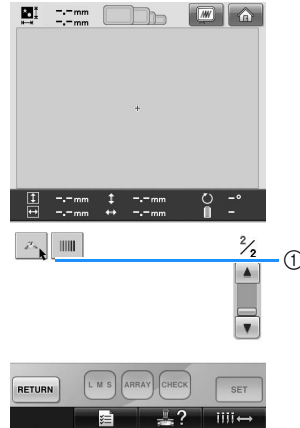 -.- mm
-.- mm
-.- mm -.- mm -°
-.- mm -.- mm -
2/2
①
RETURN L M S ARRAY CHECK SET
?